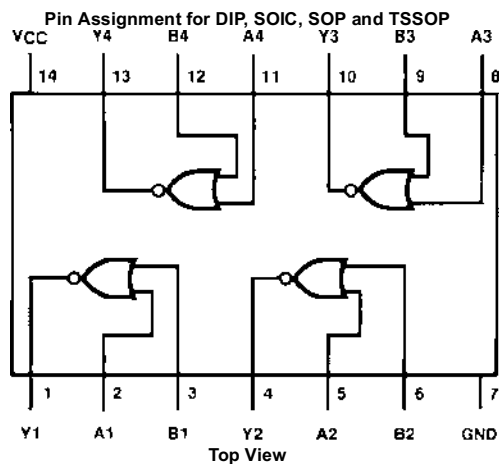 Pin Assignment for DIP, SOIC, SOP and TSSOP
VCC Y4 B4 A4 Y3 B3 A3
14 13 12 11 10 9 8
1 2 3 4 5 6 7
Y1 A1 B1 Y2 A2 B2 GND
Top View